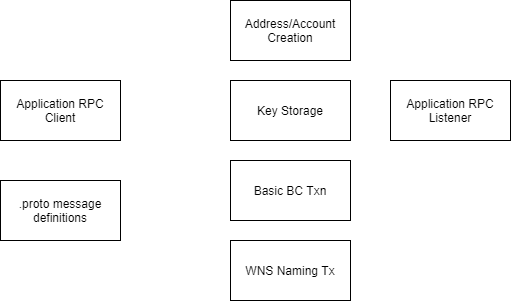 Address/Account
Creation
Application RPC
Client
Key Storage
Application RPC
Listener
.proto message
definitions
Basic BC Txn
WNS Naming Tx